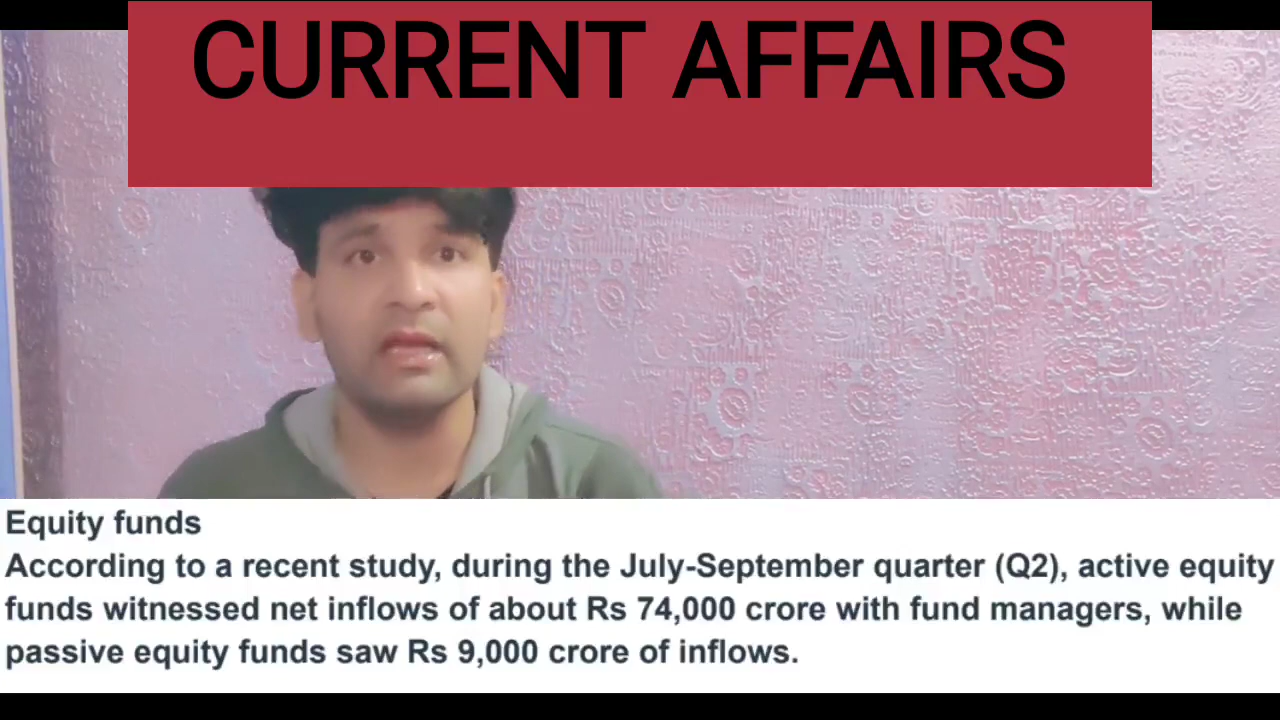 CURRENT AFFAIRS
Equity funds
According to a recent study, during the July-September quarter (Q2), active equity
funds witnessed net inflows of about Rs 74,000 crore with fund managers, while
passive equity funds saw Rs 9,000 crore of inflows.